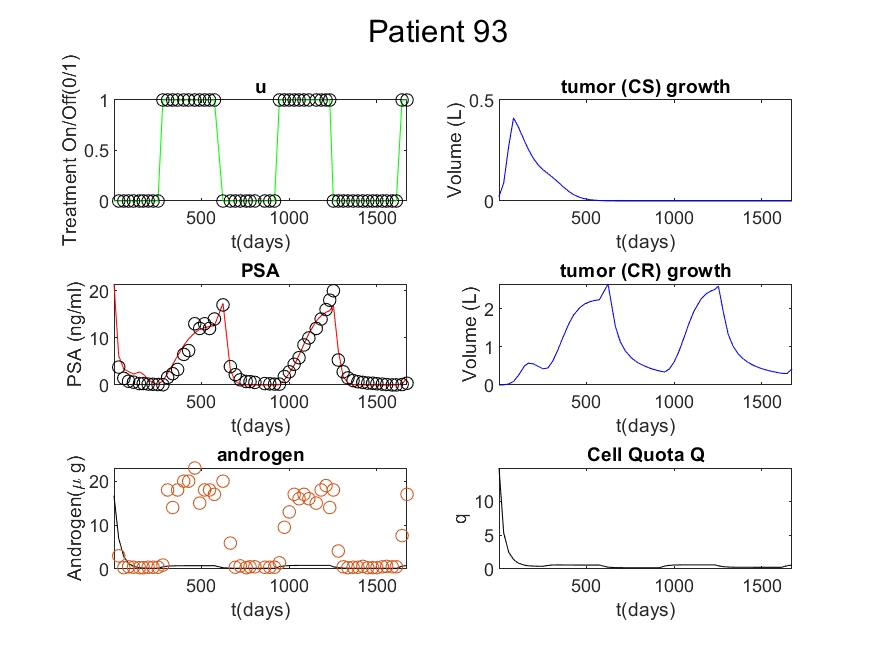 Patient 93
u
Treatment On/Off(0/1)
1
0.5
0
500
1000
1500
t(days)
tumor (CS) growth
Volume (L)
0.5
0
500
1000
1500
t(days)
PSA
PSA (ng/ml)
20
10
0
500
1000
1500
t(days)
tumor (CR) growth
Volume (L)
2
1
0
500
1000
1500
t(days)
androgen
Androgen(μ g)
20
10
0
500
1000
1500
t(days)
Cell Quota Q
q
10
5
0
500
1000
1500
t(days)